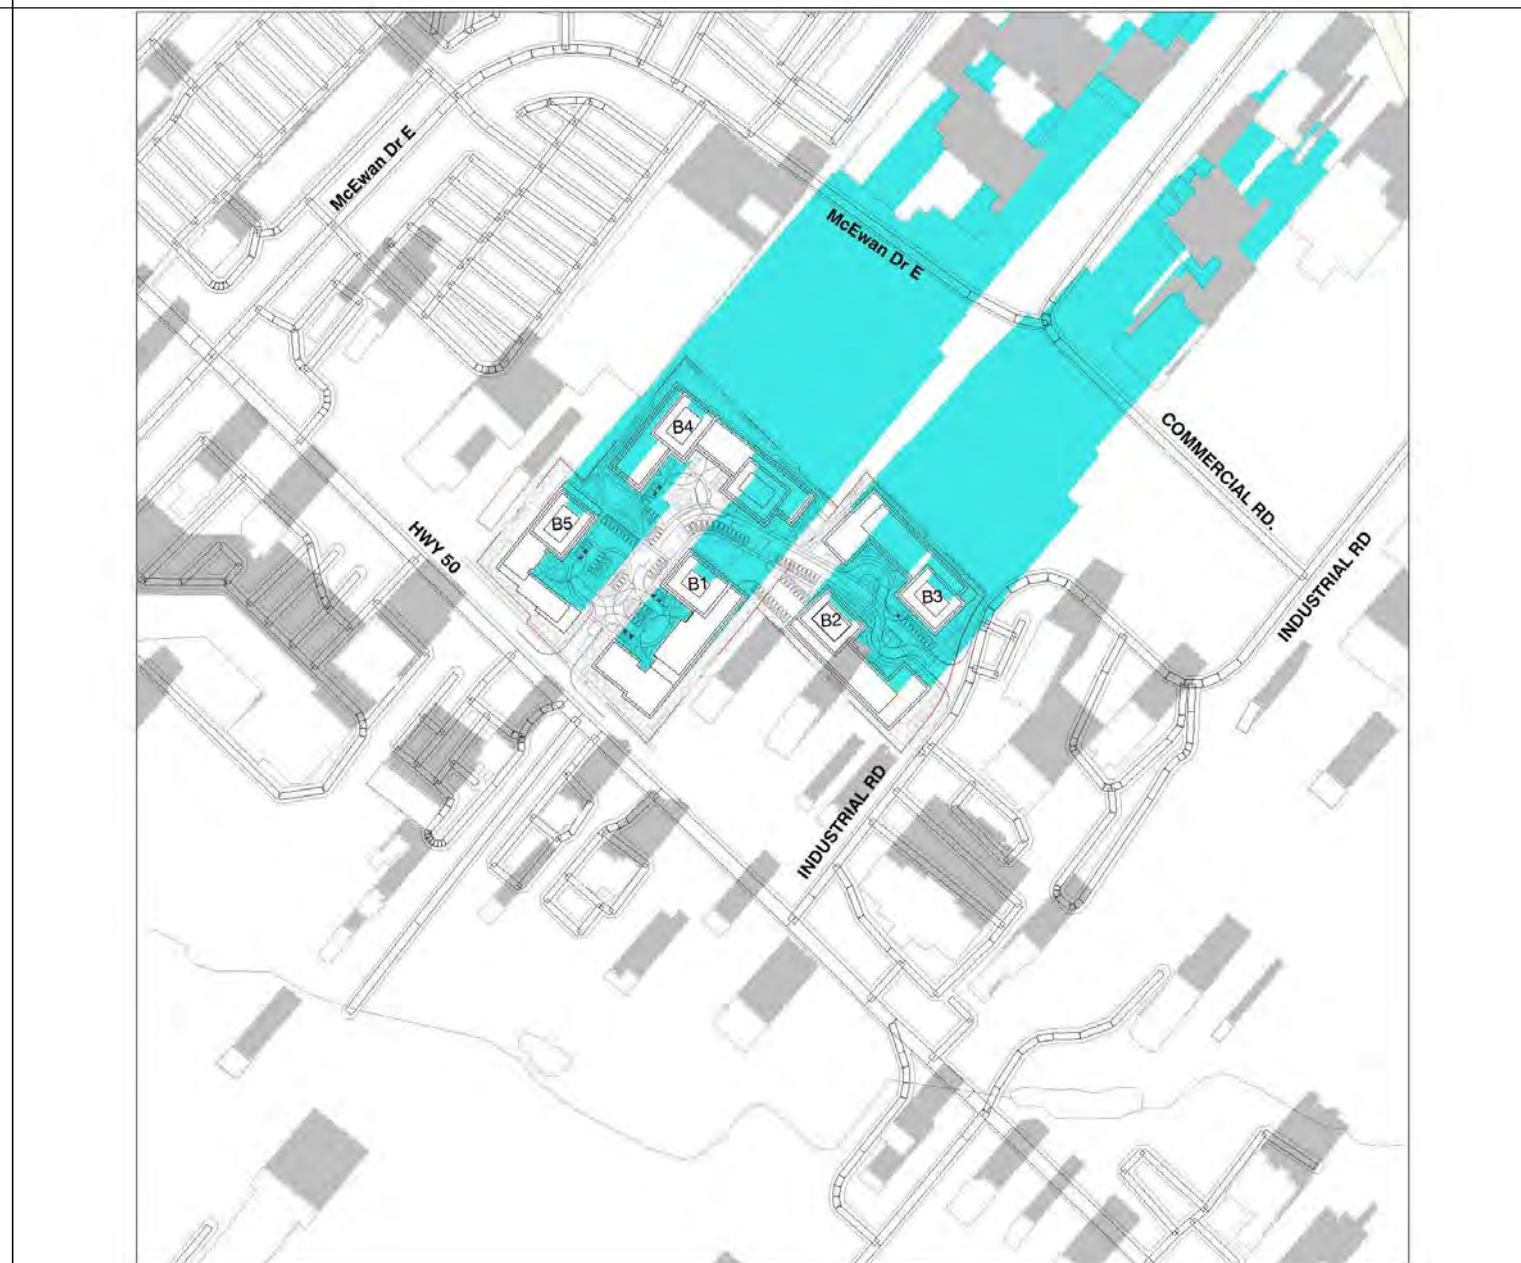 McEwan Dr E
McEwan Dr E
B4
COMMERCIAL RD.
B5
HWY 50
B1
B3
B2
INDUSTRIAL RD
INDUSTRIAL RD